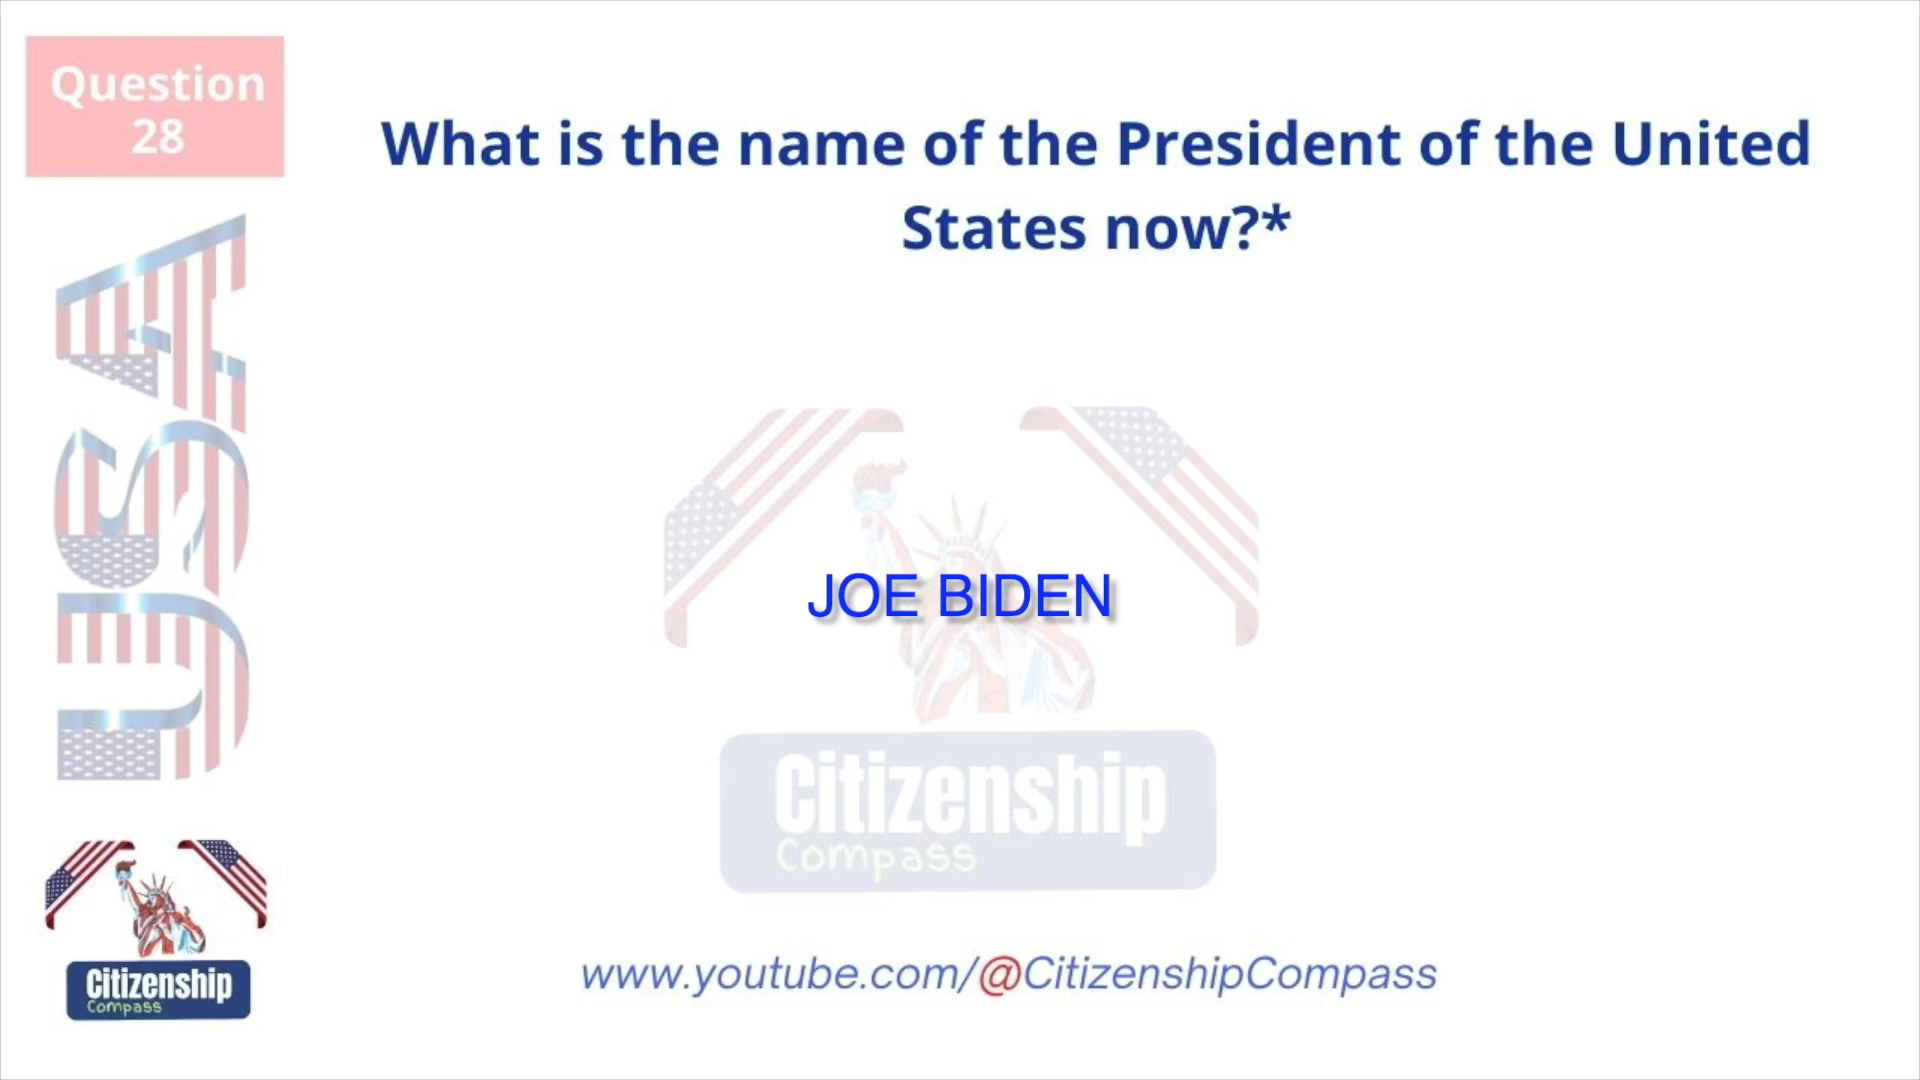 Question
28
What is the name of the President of the United
States now?*
USA
JOE BIDEN
Citizenship
Compass
Citizenship
Compass
www.youtube.com/@CitizenshipCompass